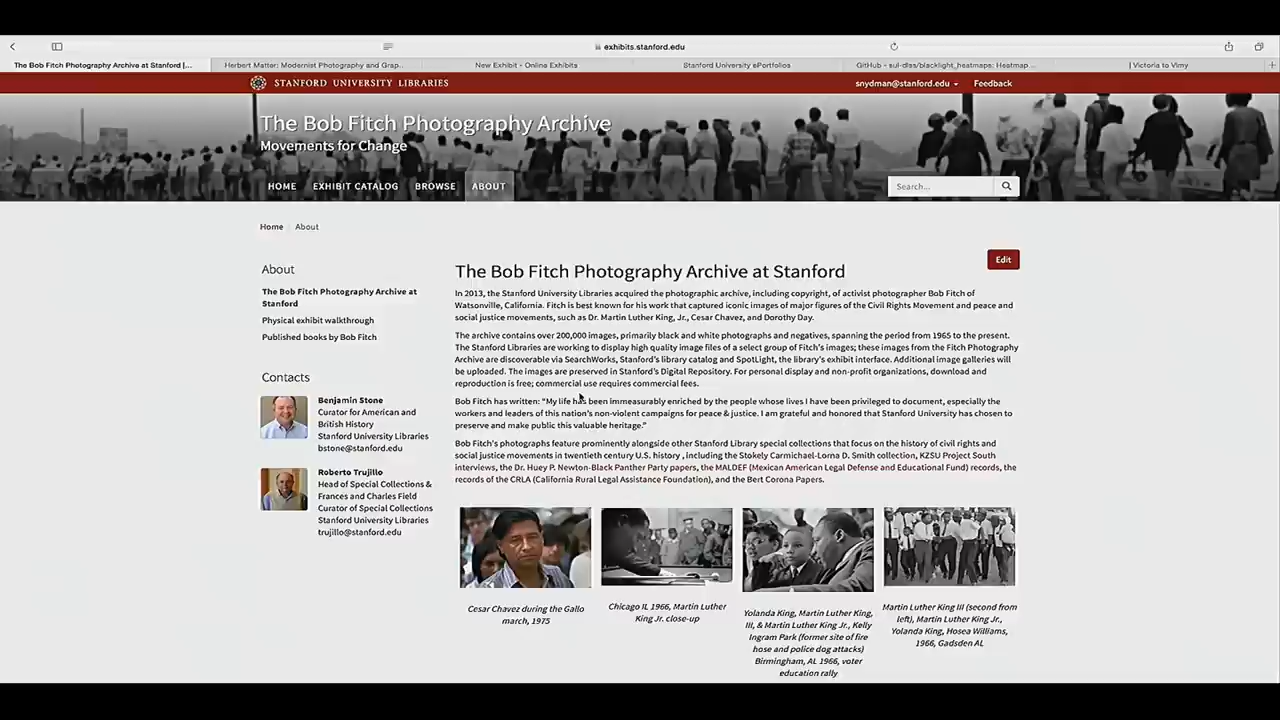 exhibits.stanford.edu
The Bob Fitch Photography Archive at Stanford |...
Herbert Matter: Modernist Photography and Grap...
New Exhibit - Online Exhibits
Stanford University ePortfolios
GitHub - sul-dlss/blacklight_heatmaps: Heatmap...
| Victoria to Vimy
STANFORD UNIVERSITY LIBRARIES
snydman@stanford.edu
Feedback
The Bob Fitch Photography Archive
Movements for Change
HOME
EXHIBIT CATALOG
BROWSE
ABOUT
Search...
Home
About
About
The Bob Fitch Photography Archive at
Stanford
Physical exhibit walkthrough
Published books by Bob Fitch
Contacts
Benjamin Stone
Curator for American and
British History
Stanford University Libraries
bstone@stanford.edu
Roberto Trujillo
Head of Special Collections &
Frances and Charles Field
Curator of Special Collections
Stanford University Libraries
trujillo@stanford.edu
Edit
The Bob Fitch Photography Archive at Stanford
In 2013, the Stanford University Libraries acquired the photographic archive, including copyright, of activist photographer Bob Fitch of
Watsonville, California. Fitch is best known for his work that captured iconic images of major figures of the Civil Rights Movement and peace and
social justice movements, such as Dr. Martin Luther King, Jr., Cesar Chavez, and Dorothy Day.
The archive contains over 200,000 images, primarily black and white photographs and negatives, spanning the period from 1965 to the present.
The Stanford Libraries are working to display high quality image files of a select group of Fitch's images; these images from the Fitch Photography
Archive are discoverable via SearchWorks, Stanford's library catalog and SpotLight, the library's exhibit interface. Additional image galleries will
be uploaded. The images are preserved in Stanford's Digital Repository. For personal display and non-profit organizations, download and
reproduction is free; commercial use requires commercial fees.
Bob Fitch has written: “My life has been immeasurably enriched by the people whose lives I have been privileged to document, especially the
workers and leaders of this nation's non-violent campaigns for peace & justice. I am grateful and honored that Stanford University has chosen to
preserve and make public this valuable heritage.”
Bob Fitch's photographs feature prominently alongside other Stanford Library special collections that focus on the history of civil rights and
social justice movements in twentieth century U.S. history , including the Stokely Carmichael-Lorna D. Smith collection, KZSU Project South
interviews, the Dr. Huey P. Newton-Black Panther Party papers, the MALDEF (Mexican American Legal Defense and Educational Fund) records, the
records of the CRLA (California Rural Legal Assistance Foundation), and the Bert Corona Papers.
Cesar Chavez during the Gallo
march, 1975
Chicago IL 1966, Martin Luther
King Jr. close-up
Yolanda King, Martin Luther King,
III, & Martin Luther King Jr., Kelly
Ingram Park (former site of fire
hose and police dog attacks)
Birmingham, AL 1966, voter
education rally
Martin Luther King III (second from
left), Martin Luther King Jr.,
Yolanda King, Hosea Williams,
1966, Gadsden AL